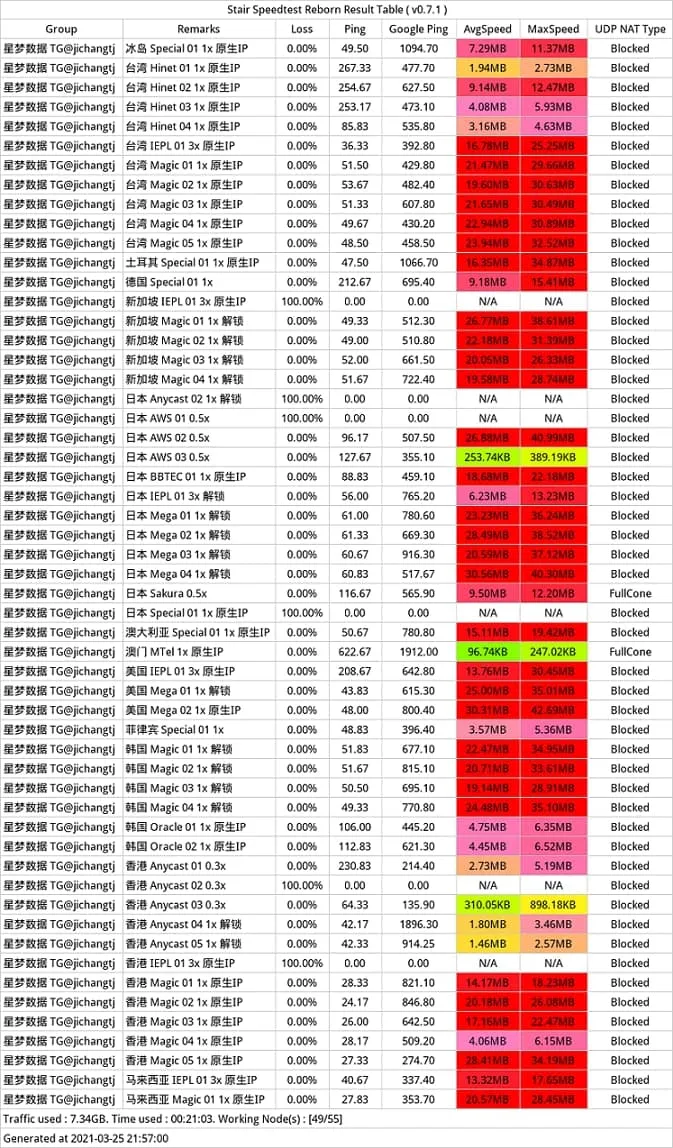 Stair Speedtest Reborn Result Table ( v0.7.1 )
Group Remarks Loss Ping Google Ping AvgSpeed MaxSpeed UDP NAT Type
星梦数据 TG@jichangtj 冰岛 Special 01 1x 原生IP 0.00% 49.50 1094.70 7.29MB 11.37MB Blocked
星梦数据 TG@jichangtj 台湾 Hinet 01 1x 原生IP 0.00% 267.33 477.70 1.94MB 2.73MB Blocked
星梦数据 TG@jichangtj 台湾 Hinet 02 1x 原生IP 0.00% 254.67 627.50 9.14MB 12.47MB Blocked
星梦数据 TG@jichangtj 台湾 Hinet 03 1x 原生IP 0.00% 253.17 473.10 4.08MB 5.93MB Blocked
星梦数据 TG@jichangtj 台湾 Hinet 04 1x 原生IP 0.00% 85.83 535.80 3.16MB 4.63MB Blocked
星梦数据 TG@jichangtj 台湾 IEPL 01 3x 原生IP 0.00% 36.33 392.80 16.78MB 25.25MB Blocked
星梦数据 TG@jichangtj 台湾 Magic 01 1x 原生IP 0.00% 51.50 429.80 21.47MB 29.66MB Blocked
星梦数据 TG@jichangtj 台湾 Magic 02 1x 原生IP 0.00% 53.67 482.40 19.60MB 30.63MB Blocked
星梦数据 TG@jichangtj 台湾 Magic 03 1x 原生IP 0.00% 51.33 607.80 21.65MB 30.49MB Blocked
星梦数据 TG@jichangtj 台湾 Magic 04 1x 原生IP 0.00% 49.67 430.20 22.94MB 30.89MB Blocked
星梦数据 TG@jichangtj 台湾 Magic 05 1x 原生IP 0.00% 48.50 458.50 23.94MB 32.52MB Blocked
星梦数据 TG@jichangtj 土耳其 Special 01 1x 原生IP 0.00% 47.50 1066.70 16.35MB 34.87MB Blocked
星梦数据 TG@jichangtj 德国 Special 01 1x 0.00% 212.67 695.40 9.18MB 15.41MB Blocked
星梦数据 TG@jichangtj 新加坡 IEPL 01 3x 原生IP 100.00% 0.00 0.00 N/A N/A Blocked
星梦数据 TG@jichangtj 新加坡 Magic 01 1x 解锁 0.00% 49.33 512.30 26.77MB 38.61MB Blocked
星梦数据 TG@jichangtj 新加坡 Magic 02 1x 解锁 0.00% 49.00 510.80 22.18MB 31.39MB Blocked
星梦数据 TG@jichangtj 新加坡 Magic 03 1x 解锁 0.00% 52.00 661.50 20.05MB 26.33MB Blocked
星梦数据 TG@jichangtj 新加坡 Magic 04 1x 解锁 0.00% 51.67 722.40 19.58MB 28.74MB Blocked
星梦数据 TG@jichangtj 日本 Anycast 02 1x 解锁 100.00% 0.00 0.00 N/A N/A Blocked
星梦数据 TG@jichangtj 日本 AWS 01 0.5x 100.00% 0.00 0.00 N/A N/A Blocked
星梦数据 TG@jichangtj 日本 AWS 02 0.5x 0.00% 96.17 507.50 26.88MB 40.99MB Blocked
星梦数据 TG@jichangtj 日本 AWS 03 0.5x 0.00% 127.67 355.10 253.74KB 389.19KB Blocked
星梦数据 TG@jichangtj 日本 BBTEC 01 1x 原生IP 0.00% 88.83 459.10 18.68MB 22.18MB Blocked
星梦数据 TG@jichangtj 日本 IEPL 01 3x 解锁 0.00% 56.00 765.20 6.23MB 13.23MB Blocked
星梦数据 TG@jichangtj 日本 Mega 01 1x 解锁 0.00% 61.00 780.60 23.23MB 36.24MB Blocked
星梦数据 TG@jichangtj 日本 Mega 02 1x 解锁 0.00% 61.33 669.30 28.49MB 38.52MB Blocked
星梦数据 TG@jichangtj 日本 Mega 03 1x 解锁 0.00% 60.67 916.30 20.59MB 37.12MB Blocked
星梦数据 TG@jichangtj 日本 Mega 04 1x 解锁 0.00% 60.83 517.67 30.56MB 40.30MB Blocked
星梦数据 TG@jichangtj 日本 Sakura 0.5x 0.00% 116.67 565.90 9.50MB 12.20MB FullCone
星梦数据 TG@jichangtj 日本 Special 01 1x 原生IP 100.00% 0.00 0.00 N/A N/A Blocked
星梦数据 TG@jichangtj 澳大利亚 Special 01 1x 原生IP 0.00% 50.67 780.80 15.11MB 19.42MB Blocked
星梦数据 TG@jichangtj 澳门 MTel 1x 原生IP 0.00% 622.67 1912.00 96.74KB 247.02KB FullCone
星梦数据 TG@jichangtj 美国 IEPL 01 3x 原生IP 0.00% 208.67 642.80 13.76MB 30.45MB Blocked
星梦数据 TG@jichangtj 美国 Mega 01 1x 解锁 0.00% 43.83 615.30 25.00MB 35.01MB Blocked
星梦数据 TG@jichangtj 美国 Mega 02 1x 原生IP 0.00% 48.00 800.40 30.31MB 42.69MB Blocked
星梦数据 TG@jichangtj 菲律宾 Special 01 1x 0.00% 48.83 396.40 3.57MB 5.36MB Blocked
星梦数据 TG@jichangtj 韩国 Magic 01 1x 解锁 0.00% 51.83 677.10 22.47MB 34.95MB Blocked
星梦数据 TG@jichangtj 韩国 Magic 02 1x 解锁 0.00% 51.67 815.10 20.71MB 33.61MB Blocked
星梦数据 TG@jichangtj 韩国 Magic 03 1x 解锁 0.00% 50.50 695.10 19.14MB 28.91MB Blocked
星梦数据 TG@jichangtj 韩国 Magic 04 1x 解锁 0.00% 49.33 770.80 24.48MB 35.10MB Blocked
星梦数据 TG@jichangtj 韩国 Oracle 01 1x 原生IP 0.00% 106.00 445.20 4.75MB 6.35MB Blocked
星梦数据 TG@jichangtj 韩国 Oracle 02 1x 原生IP 0.00% 112.83 621.30 4.45MB 6.52MB Blocked
星梦数据 TG@jichangtj 香港 Anycast 01 0.3x 0.00% 230.83 214.40 2.73MB 5.19MB Blocked
星梦数据 TG@jichangtj 香港 Anycast 02 0.3x 100.00% 0.00 0.00 N/A N/A Blocked
星梦数据 TG@jichangtj 香港 Anycast 03 0.3x 0.00% 64.33 135.90 310.05KB 898.18KB Blocked
星梦数据 TG@jichangtj 香港 Anycast 04 1x 解锁 0.00% 42.17 1896.30 1.80MB 3.46MB Blocked
星梦数据 TG@jichangtj 香港 Anycast 05 1x 解锁 0.00% 42.33 914.25 1.46MB 2.57MB Blocked
星梦数据 TG@jichangtj 香港 IEPL 01 3x 原生IP 100.00% 0.00 0.00 N/A N/A Blocked
星梦数据 TG@jichangtj 香港 Magic 01 1x 原生IP 0.00% 28.33 821.10 14.17MB 18.23MB Blocked
星梦数据 TG@jichangtj 香港 Magic 02 1x 原生IP 0.00% 24.17 846.80 20.18MB 26.08MB Blocked
星梦数据 TG@jichangtj 香港 Magic 03 1x 原生IP 0.00% 26.00 642.50 17.16MB 22.47MB Blocked
星梦数据 TG@jichangtj 香港 Magic 04 1x 原生IP 0.00% 28.17 509.20 4.06MB 6.15MB Blocked
星梦数据 TG@jichangtj 香港 Magic 05 1x 原生IP 0.00% 27.33 274.70 28.41MB 34.19MB Blocked
星梦数据 TG@jichangtj 马来西亚 IEPL 01 3x 原生IP 0.00% 40.67 337.40 13.32MB 17.65MB Blocked
星梦数据 TG@jichangtj 马来西亚 Magic 01 1x 原生IP 0.00% 27.83 353.70 20.57MB 28.45MB Blocked
Traffic used : 7.34GB. Time used : 00:21:03. Working Node(s) : [49/55]
Generated at 2021-03-25 21:57:00